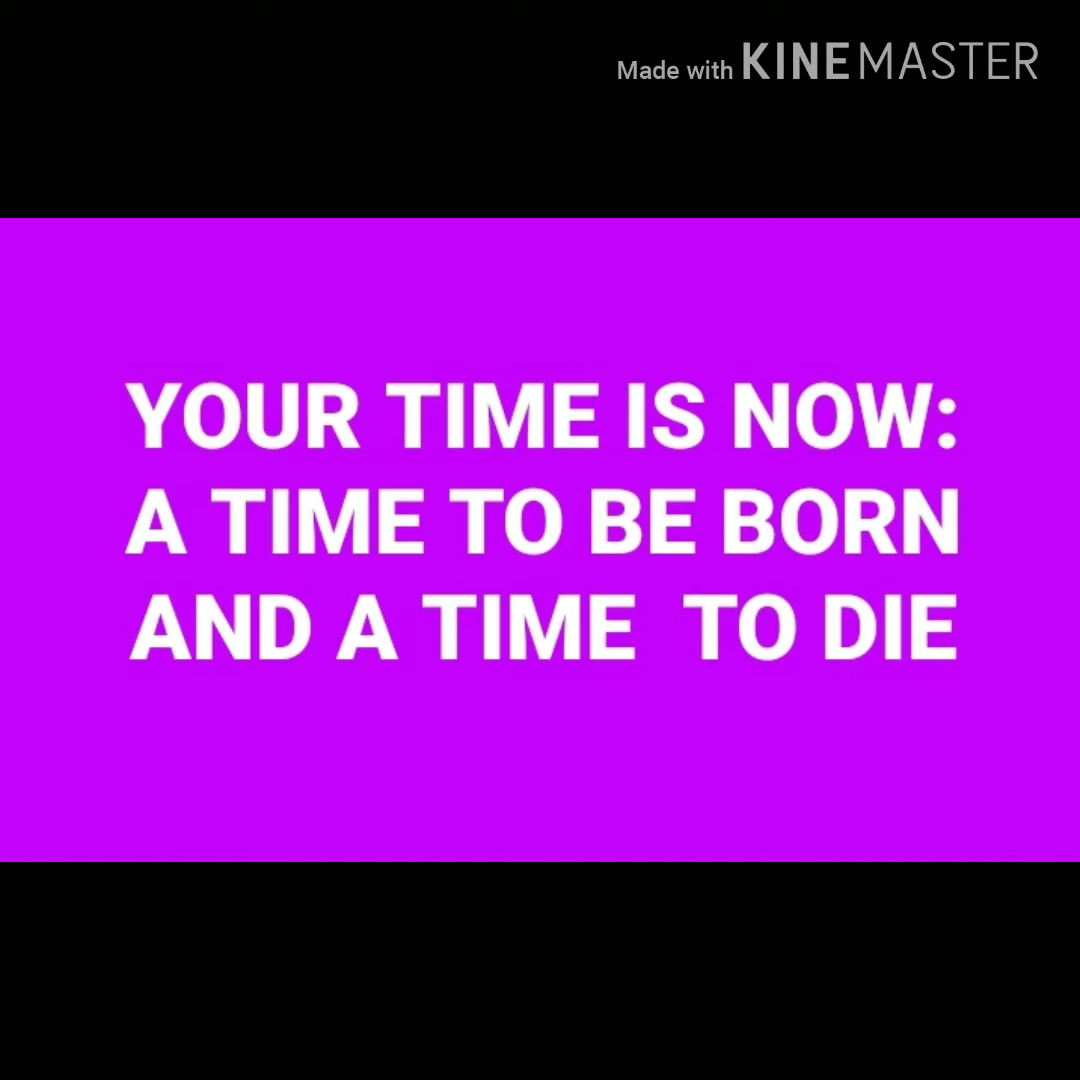 Made with KINEMASTER
YOUR TIME IS NOW:
A TIME TO BE BORN
AND A TIME  TO DIE